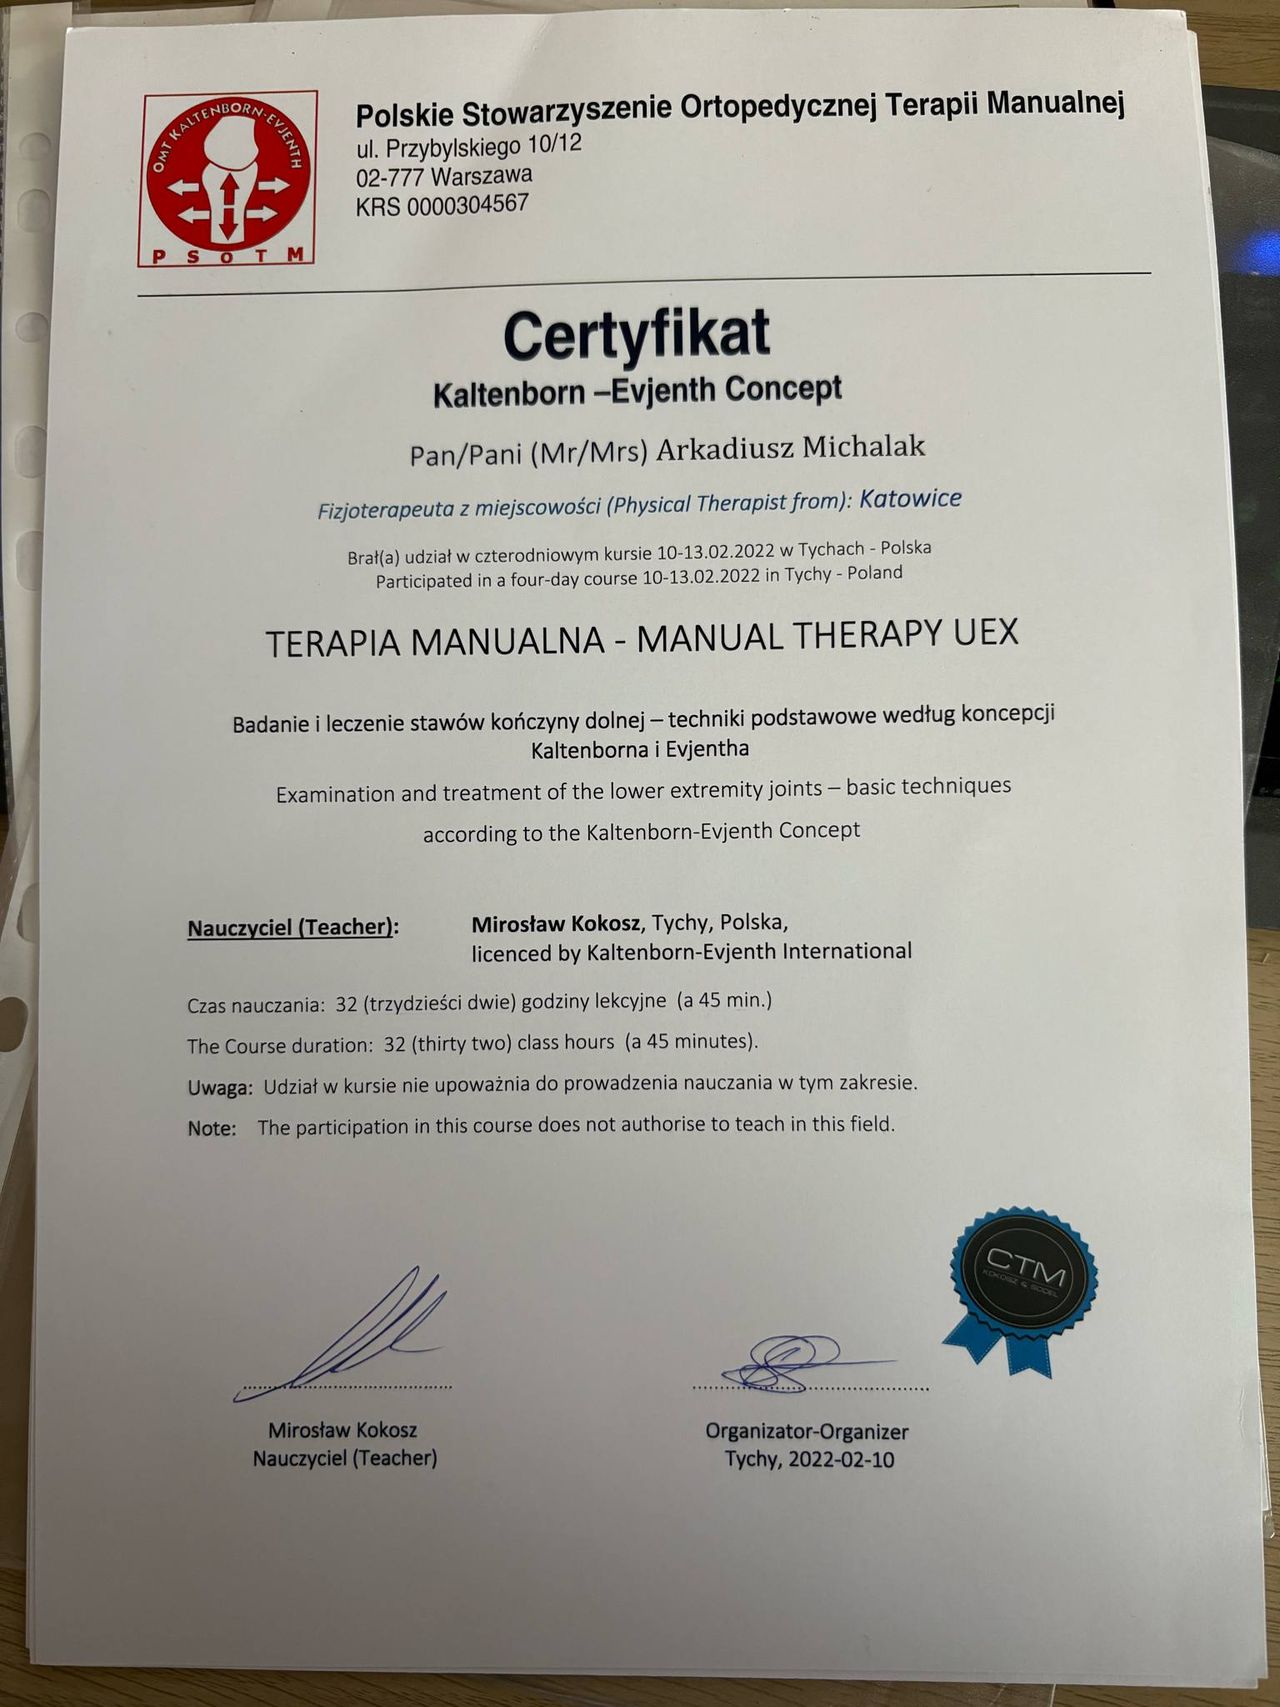 OMT KALTENBORN-EVJENTH
P S O T M
Polskie Stowarzyszenie Ortopedycznej Terapii Manualnej
ul. Przybylskiego 10/12
02-777 Warszawa
KRS 0000304567
Certyfikat
Kaltenborn –Evjenth Concept
Pan/Pani (Mr/Mrs) Arkadiusz Michalak
Fizjoterapeuta z miejscowości (Physical Therapist from): Katowice
Brał(a) udział w czterodniowym kursie 10-13.02.2022 w Tychach - Polska
Participated in a four-day course 10-13.02.2022 in Tychy - Poland
TERAPIA MANUALNA - MANUAL THERAPY UEX
Badanie i leczenie stawów kończyny dolnej – techniki podstawowe według koncepcji
Kaltenborna i Evjentha
Examination and treatment of the lower extremity joints – basic techniques
according to the Kaltenborn-Evjenth Concept
Nauczyciel (Teacher): Mirosław Kokosz, Tychy, Polska,
licenced by Kaltenborn-Evjenth International
Czas nauczania: 32 (trzydzieści dwie) godziny lekcyjne (a 45 min.)
The Course duration: 32 (thirty two) class hours (a 45 minutes).
Uwaga: Udział w kursie nie upoważnia do prowadzenia nauczania w tym zakresie.
Note: The participation in this course does not authorise to teach in this field.
CTM
KOKOSZ &
Mirosław Kokosz
Nauczyciel (Teacher)
Organizator-Organizer
Tychy, 2022-02-10